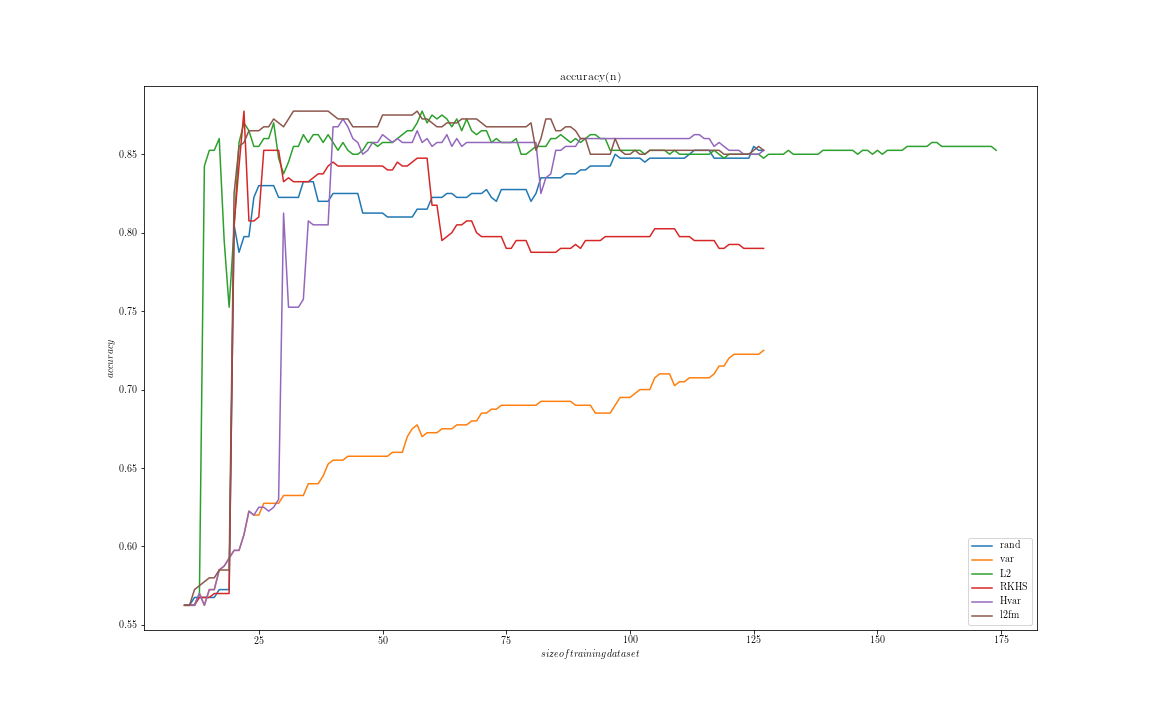 accuracy(n)
accuracy
0.85
0.80
0.75
0.70
0.65
0.60
0.55
25
50
75
100
125
150
175
sizeoftrainingdataset
rand
var
L2
RKHS
Hvar
l2fm